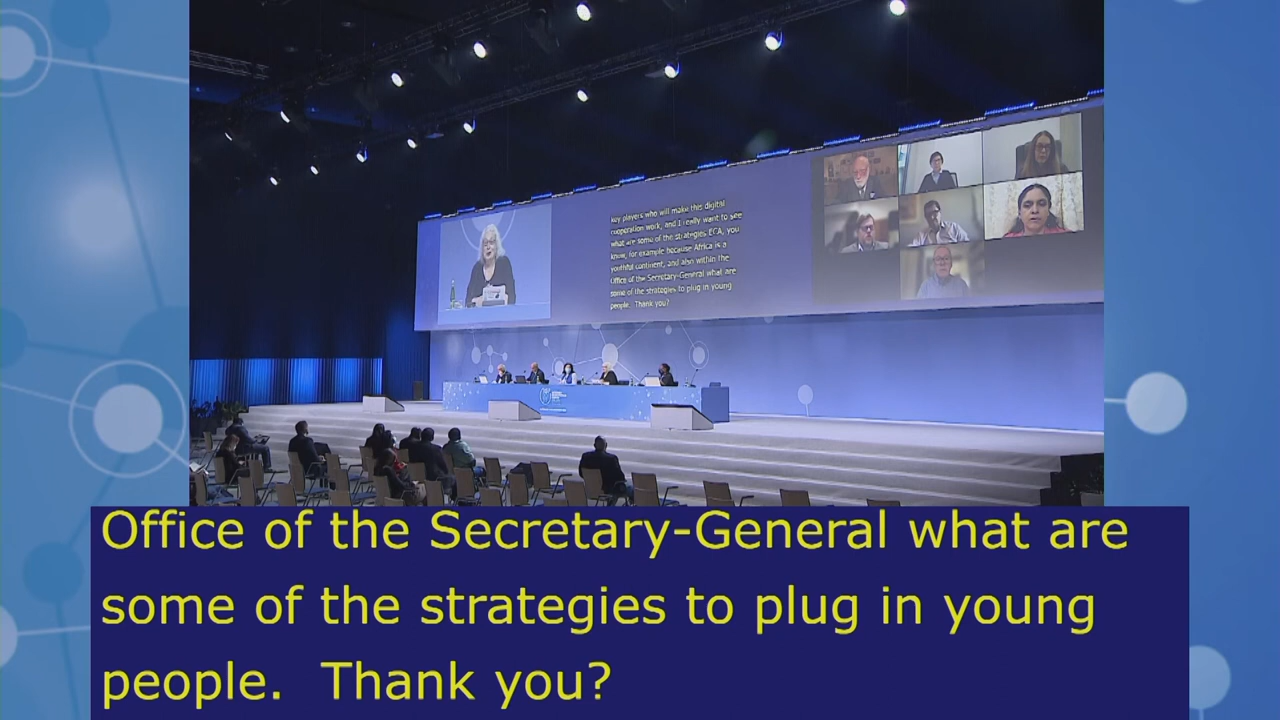 key players who will make this digital
cooperation work, and I really want to see
what are some of the strategies ECA, you
know, for example because Africa is a
youthful continent, and also within the
Office of the Secretary-General what are
some of the strategies to plug in young
people.  Thank you?
Office of the Secretary-General what are
some of the strategies to plug in young
people.  Thank you?